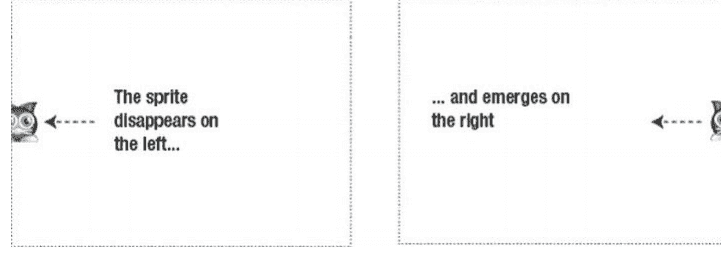 The sprite
disappears on
the left...
... and emerges on
the right